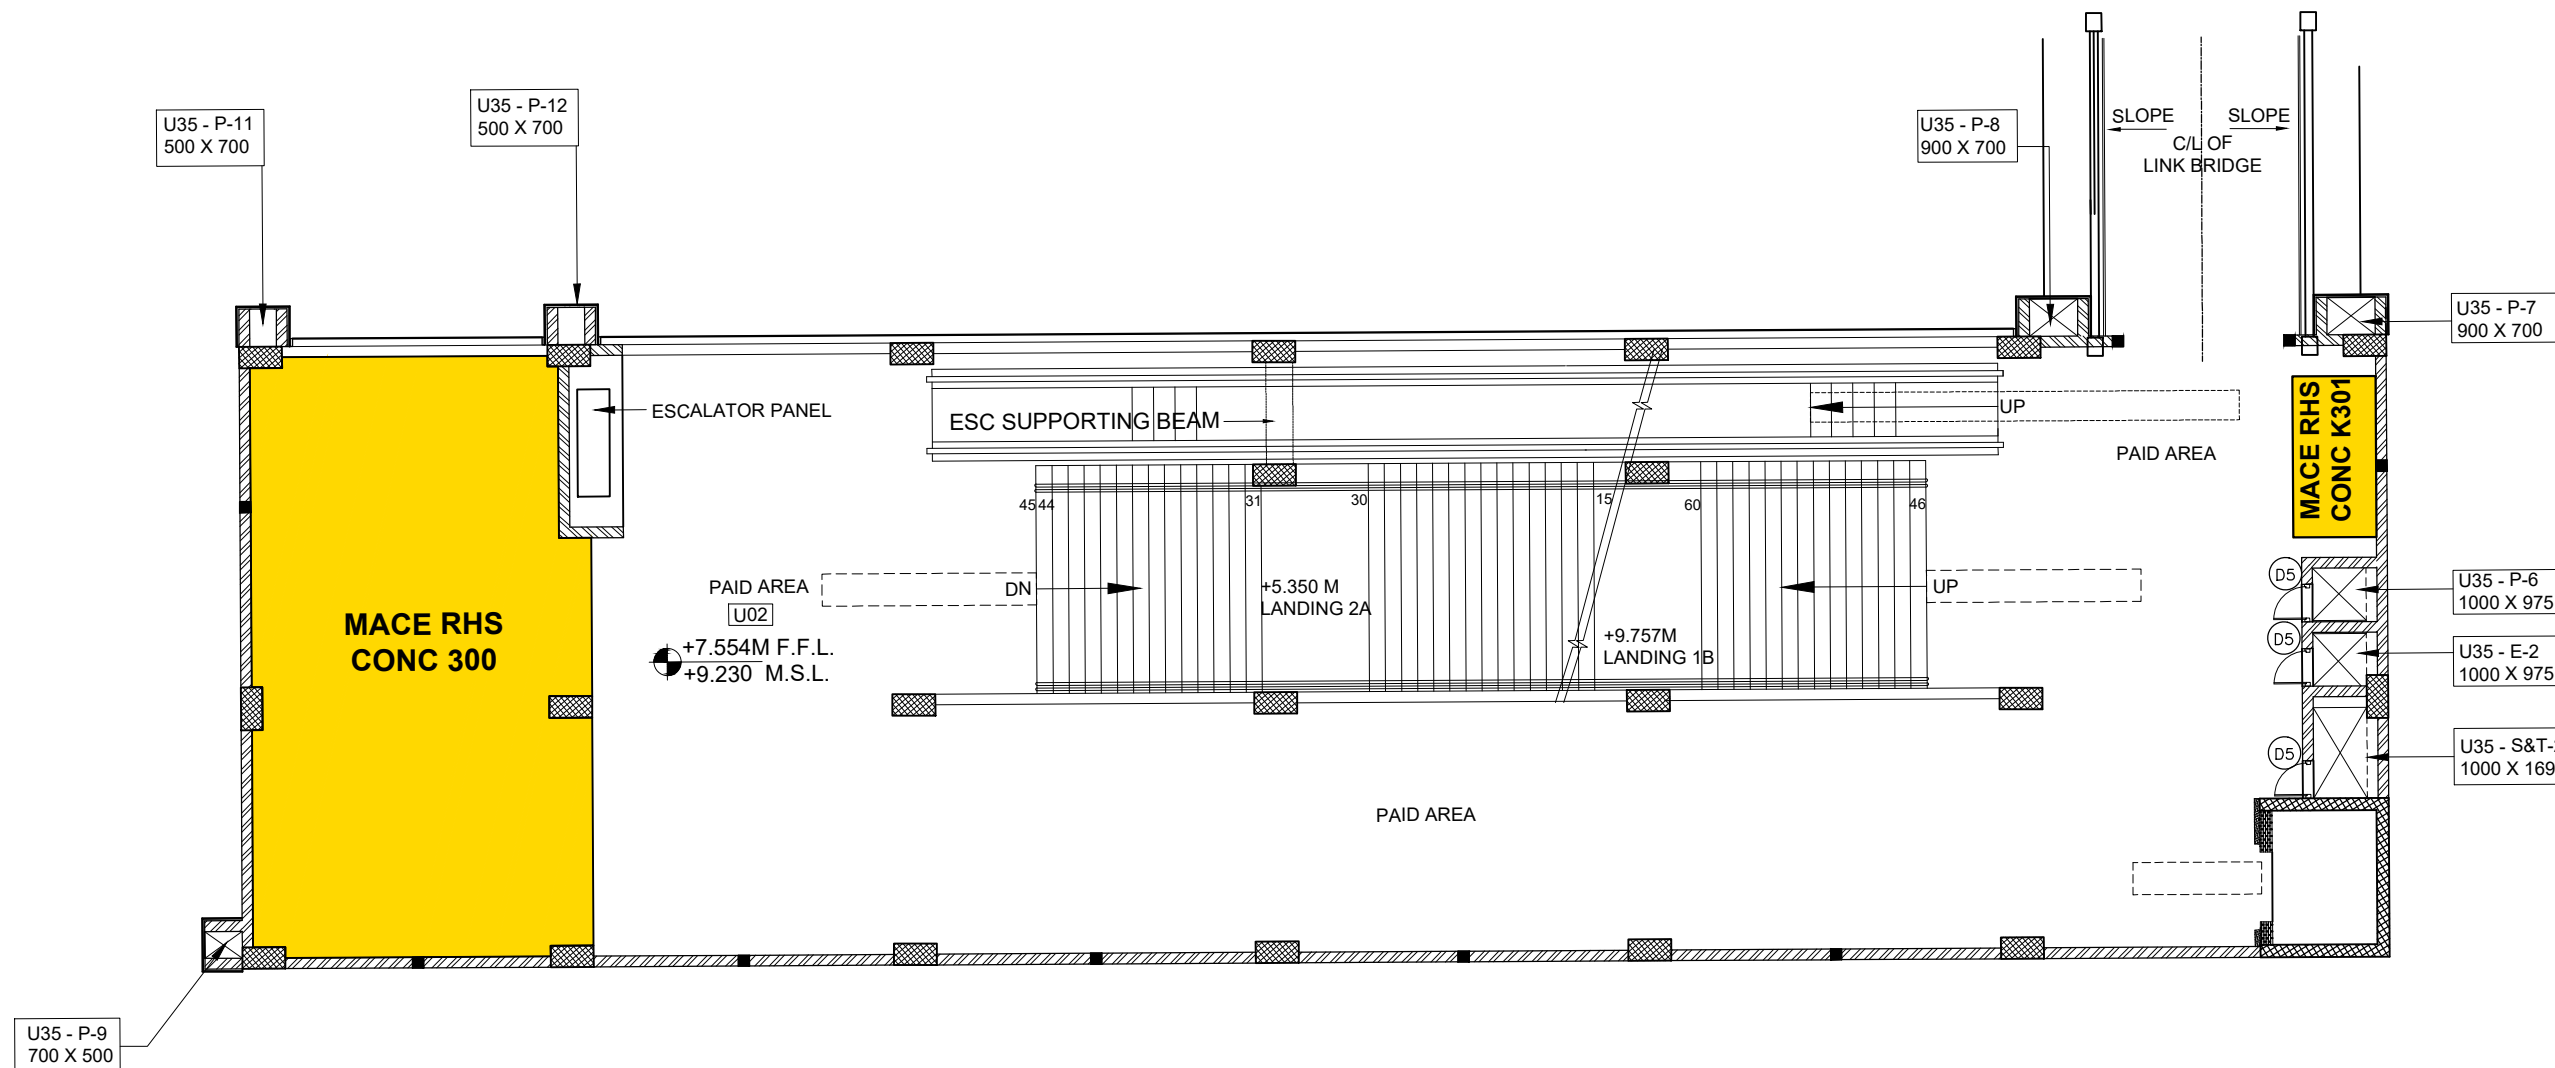 U35 - P-11
500 X 700
U35 - P-12
500 X 700
U35 - P-8
900 X 700
SLOPE
SLOPE
C/L OF
LINK BRIDGE
U35 - P-7
900 X 700
ESCALATOR PANEL
ESC SUPPORTING BEAM
UP
PAID AREA
MACE RHS
CONC K301
45 44
31
30
15
60
46
PAID AREA
U02
DN
+5.350 M
LANDING 2A
UP
D5
U35 - P-6
1000 X 975
MACE RHS
CONC 300
+7.554M F.F.L.
+9.230 M.S.L.
+9.757M
LANDING 1B
D5
U35 - E-2
1000 X 975
D5
U35 - S&T-
1000 X 169
PAID AREA
U35 - P-9
700 X 500